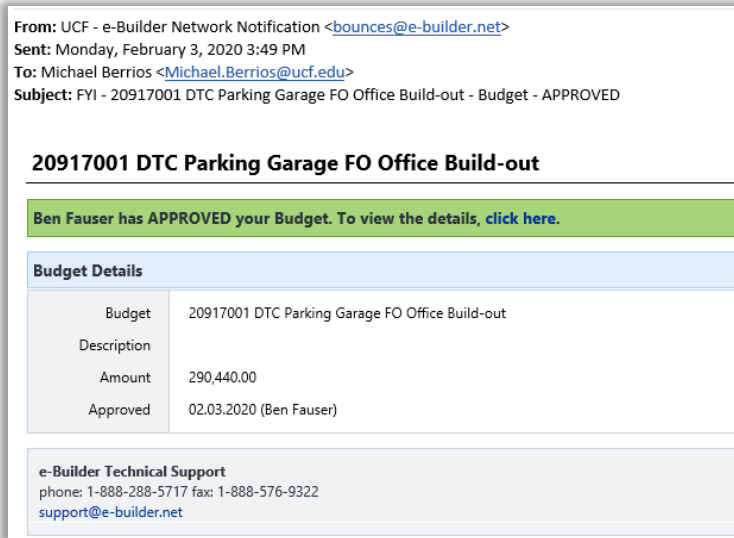 From: UCF - e-Builder Network Notification <bounces@e-builder.net>
Sent: Monday, February 3, 2020 3:49 PM
To: Michael Berrios <Michael.Berrios@ucf.edu>
Subject: FYI - 20917001 DTC Parking Garage FO Office Build-out - Budget - APPROVED
20917001 DTC Parking Garage FO Office Build-out
Ben Fauser has APPROVED your Budget. To view the details, click here.
Budget Details
Budget 20917001 DTC Parking Garage FO Office Build-out
Description
Amount 290,440.00
Approved 02.03.2020 (Ben Fauser)
e-Builder Technical Support
phone: 1-888-288-5717 fax: 1-888-576-9322
support@e-builder.net